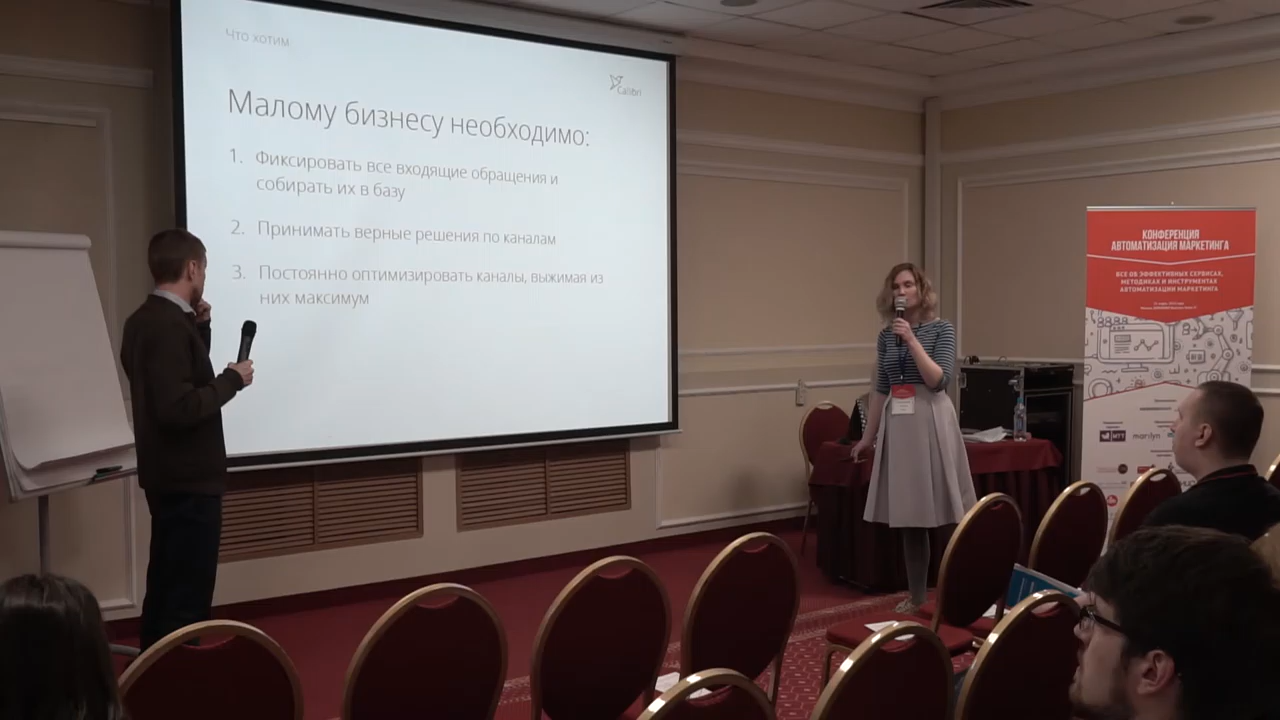 Что хотим
Calibri
Малому бизнесу необходимо:
1. Фиксировать все входящие обращения и
собирать их в базу
2. Принимать верные решения по каналам
3. Постоянно оптимизировать каналы, выжимая из
них максимум
КОНФЕРЕНЦИЯ
АВТОМАТИЗАЦИЯ МАРКЕТИНГА
ВСЕ ОБ ЭФФЕКТИВНЫХ СЕРВИСАХ,
МЕТОДИКАХ И ИНСТРУМЕНТАХ
АВТОМАТИЗАЦИИ МАРКЕТИНГА
МТТ
marilyn